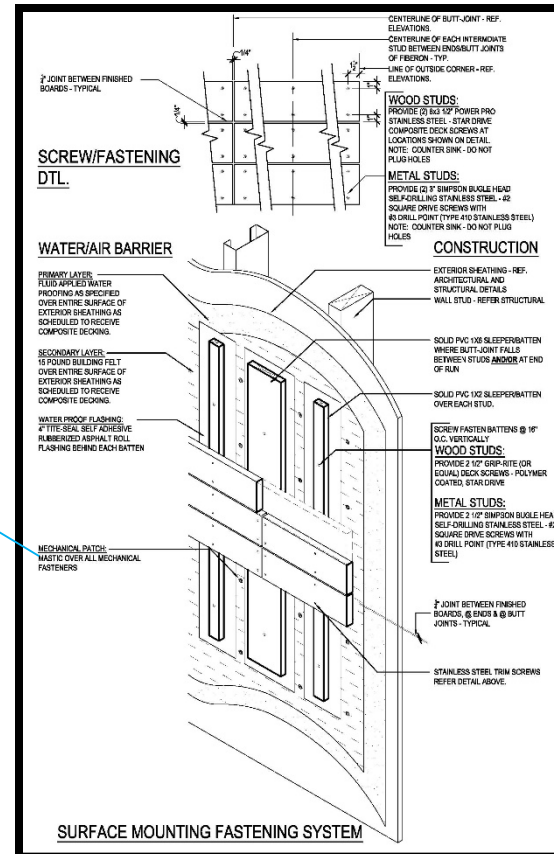 CENTERLINE OF BUTT-JOINT - REF.
ELEVATIONS.
CENTERLINE OF EACH INTERMDIATE
STUD BETWEEN ENDS/BUTT JOINTS
OF FIBERON - TYP.
LINE OF OUTSIDE CORNER - REF.
ELEVATIONS.
1/4"
JOINT BETWEEN FINISHED
BOARDS - TYPICAL
1/4"
SCREW/FASTENING
DTL.
WOOD STUDS:
PROVIDE (2) 8x3 1/2" POWER PRO
STAINLESS STEEL - STAR DRIVE
COMPOSITE DECK SCREWS AT
LOCATIONS SHOWN ON DETAIL.
NOTE: COUNTER SINK - DO NOT
PLUG HOLES
METAL STUDS:
PROVIDE (2) 3" SIMPSON BUGLE HEAD
SELF-DRILLING STAINLESS STEEL - #2
SQUARE DRIVE SCREWS WITH
#3 DRILL POINT (TYPE 410 STAINLESS STEEL)
NOTE: COUNTER SINK - DO NOT PLUG
HOLES
WATER/AIR BARRIER
PRIMARY LAYER:
FLUID APPLIED WATER
PROOFING AS SPECIFIED
OVER ENTIRE SURFACE OF
EXTERIOR SHEATHING AS
SCHEDULED TO RECEIVE
COMPOSITE DECKING.
SECONDARY LAYER:
15 POUND BUILDING FELT
OVER ENTIRE SURFACE OF
EXTERIOR SHEATHING AS
SCHEDULED TO RECEIVE
COMPOSITE DECKING.
WATER PROOF FLASHING:
4" TITE-SEAL SELF ADHESIVE
RUBBERIZED ASPHALT ROLL
FLASHING BEHIND EACH BATTEN
MECHANICAL PATCH:
MASTIC OVER ALL MECHANICAL
FASTENERS
CONSTRUCTION
EXTERIOR SHEATHING - REF.
ARCHITECTURAL AND
STRUCTURAL DETAILS
WALL STUD - REFER STRUCTURAL
SOLID PVC 1X6 SLEEPER/BATTEN
WHERE BUTT-JOINT FALLS
BETWEEN STUDS AND/OR AT END
OF RUN
SOLID PVC 1X2 SLEEPER/BATTEN
OVER EACH STUD.
SCREW FASTEN BATTENS @ 16"
O.C. VERTICALLY
WOOD STUDS:
PROVIDE 2 1/2" GRIP-RITE (OR
EQUAL) DECK SCREWS - POLYMER
COATED, STAR DRIVE
METAL STUDS:
PROVIDE 2 1/2" SIMPSON BUGLE HEA
SELF-DRILLING STAINLESS STEEL - #2
SQUARE DRIVE SCREWS WITH
#3 DRILL POINT (TYPE 410 STAINLESS
STEEL)
JOINT BETWEEN FINISHED
BOARDS, @ ENDS & @ BUTT
JOINTS - TYPICAL
STAINLESS STEEL TRIM SCREWS
REFER DETAIL ABOVE.
SURFACE MOUNTING FASTENING SYSTEM